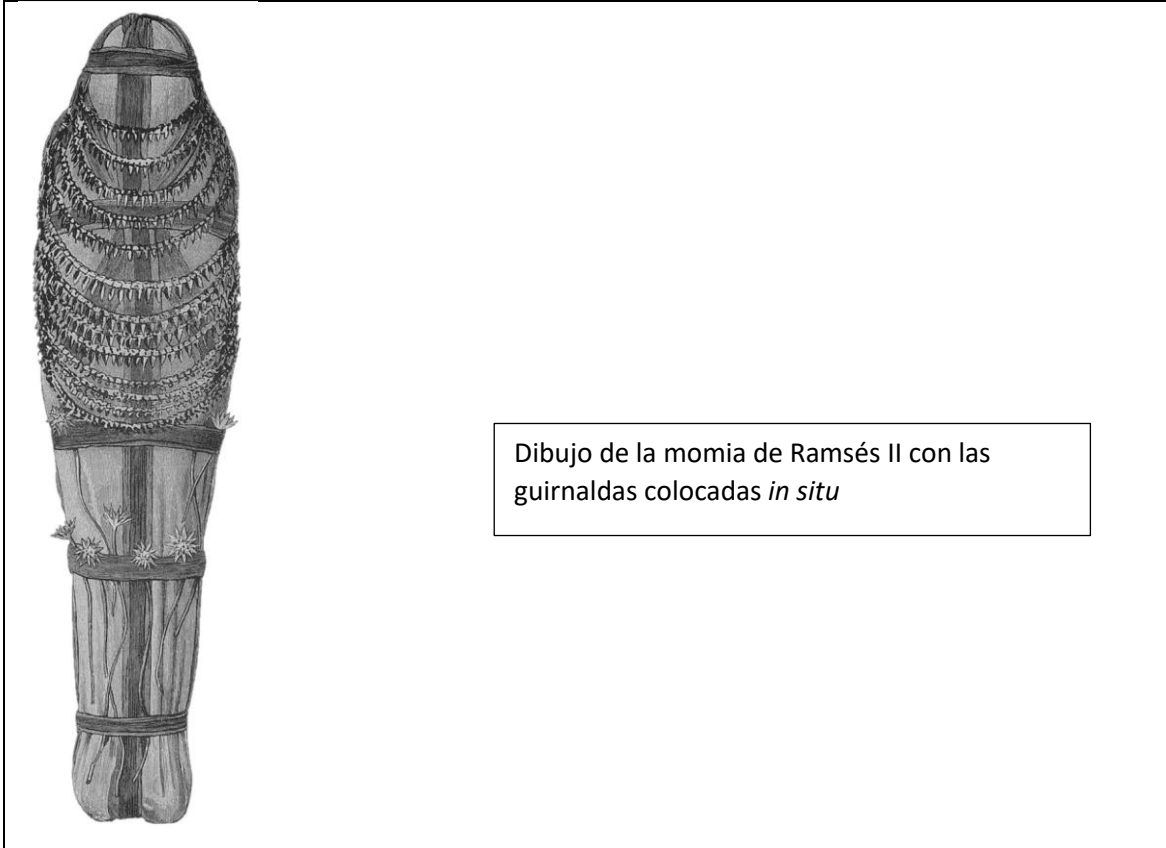 Dibujo de la momia de Ramsés II con las
guirnaldas colocadas in situ